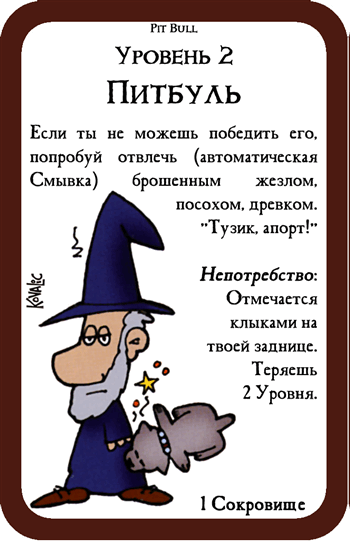 Pit Bull
Уровень 2
Питбуль
Если ты не можешь победить его,
попробуй отвлечь (автоматическая
Смывка) брошенным жезлом,
посохом, древком.
"Тузик, апорт!"
Непотребство:
Отмечается
клыками на
твоей заднице.
Теряешь
2 Уровня.
Kovalic
1 Сокровище